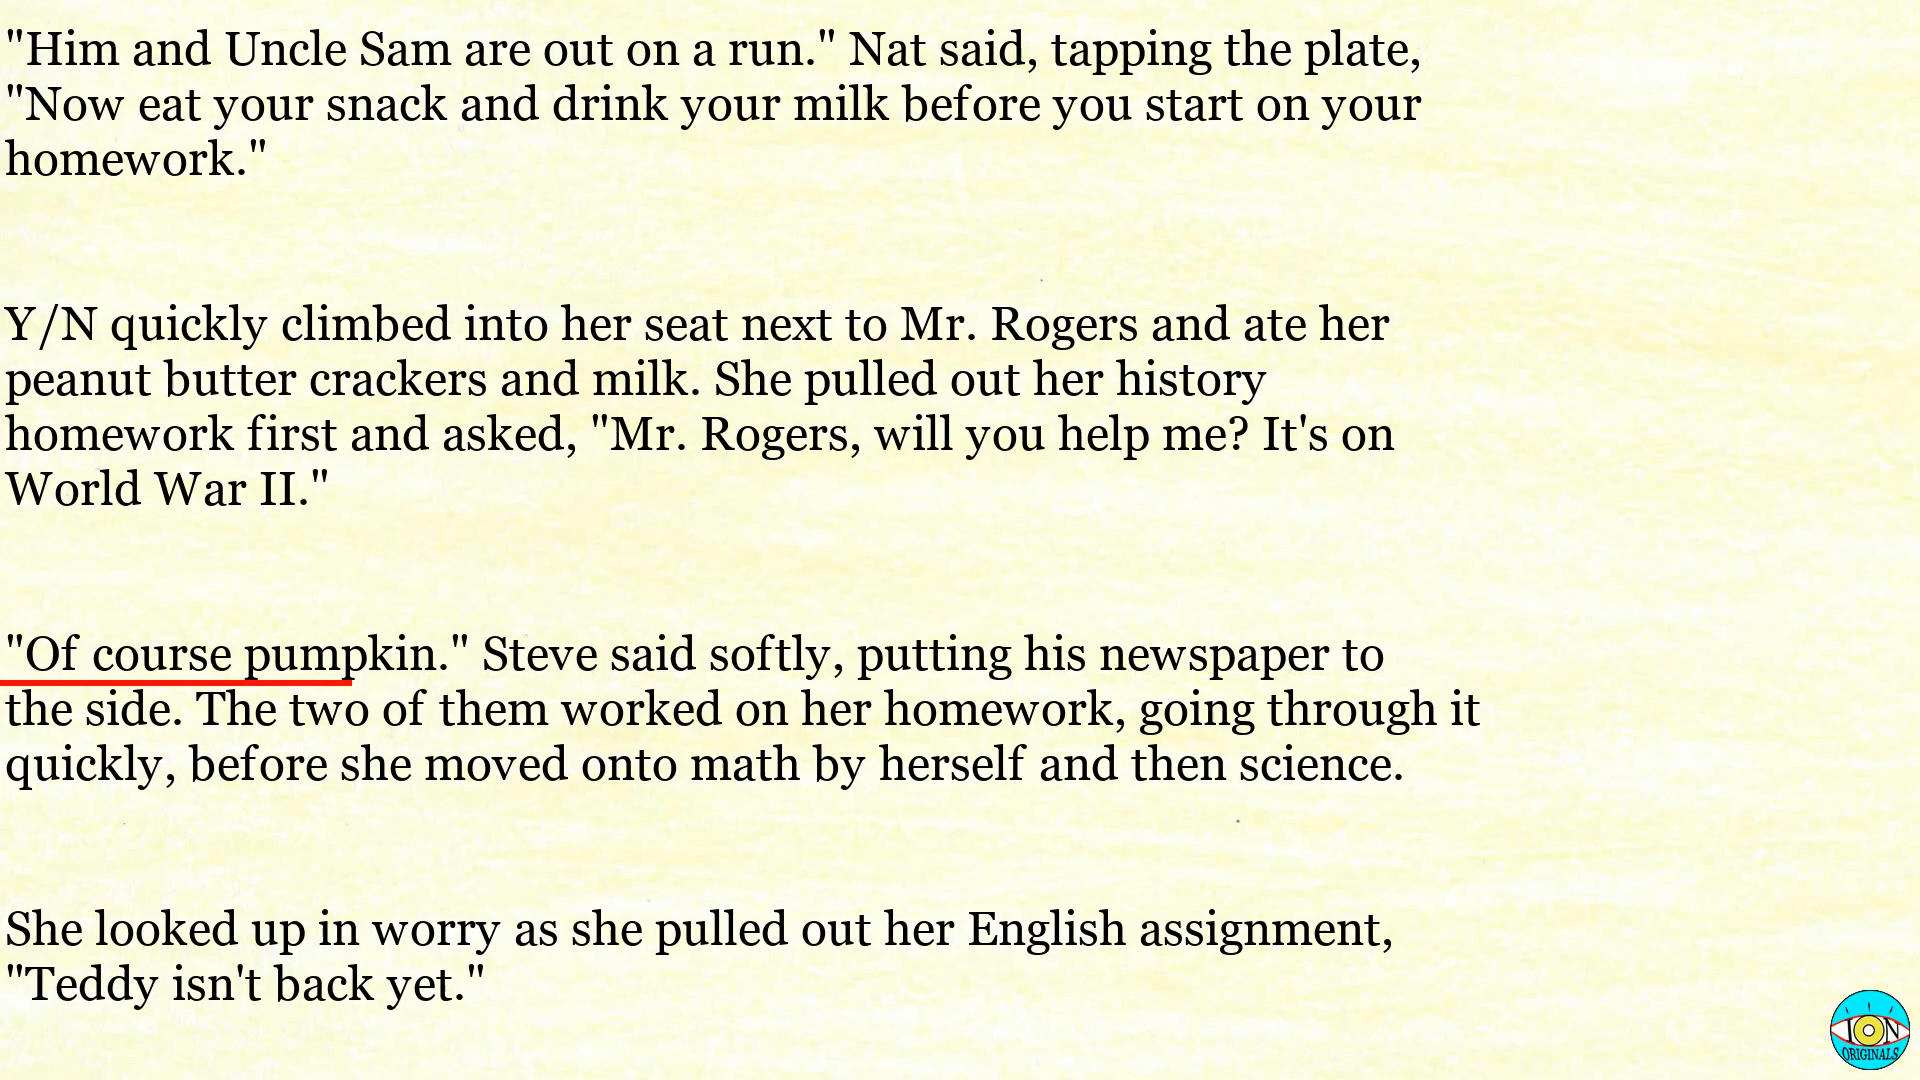 "Him and Uncle Sam are out on a run." Nat said, tapping the plate,
"Now eat your snack and drink your milk before you start on your
homework."
Y/N quickly climbed into her seat next to Mr. Rogers and ate her
peanut butter crackers and milk. She pulled out her history
homework first and asked, "Mr. Rogers, will you help me? It's on
World War II."
"Of course pumpkin." Steve said softly, putting his newspaper to
the side. The two of them worked on her homework, going through it
quickly, before she moved onto math by herself and then science.
She looked up in worry as she pulled out her English assignment,
"Teddy isn't back yet."
ION
ORIGINALS